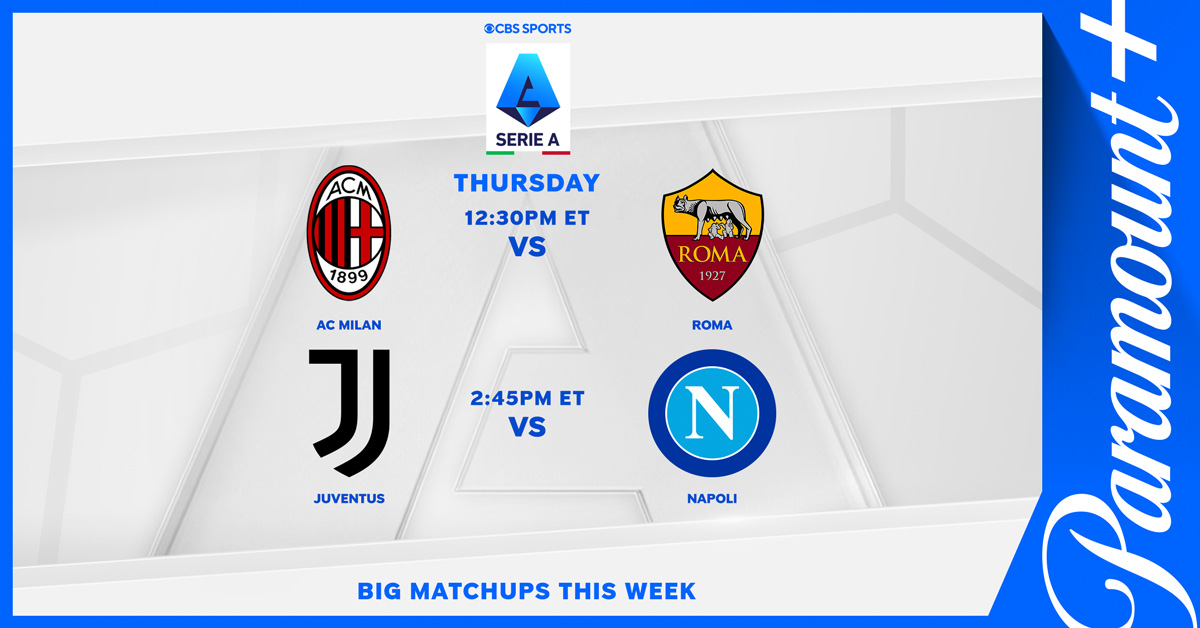 CBS SPORTS
SERIE A
THURSDAY
12:30PM ET
VS
ACM
1899
ROMA
1927
AC MILAN
ROMA
2:45PM ET
VS
N
JUVENTUS
NAPOLI
BIG MATCHUPS THIS WEEK
Paramount+